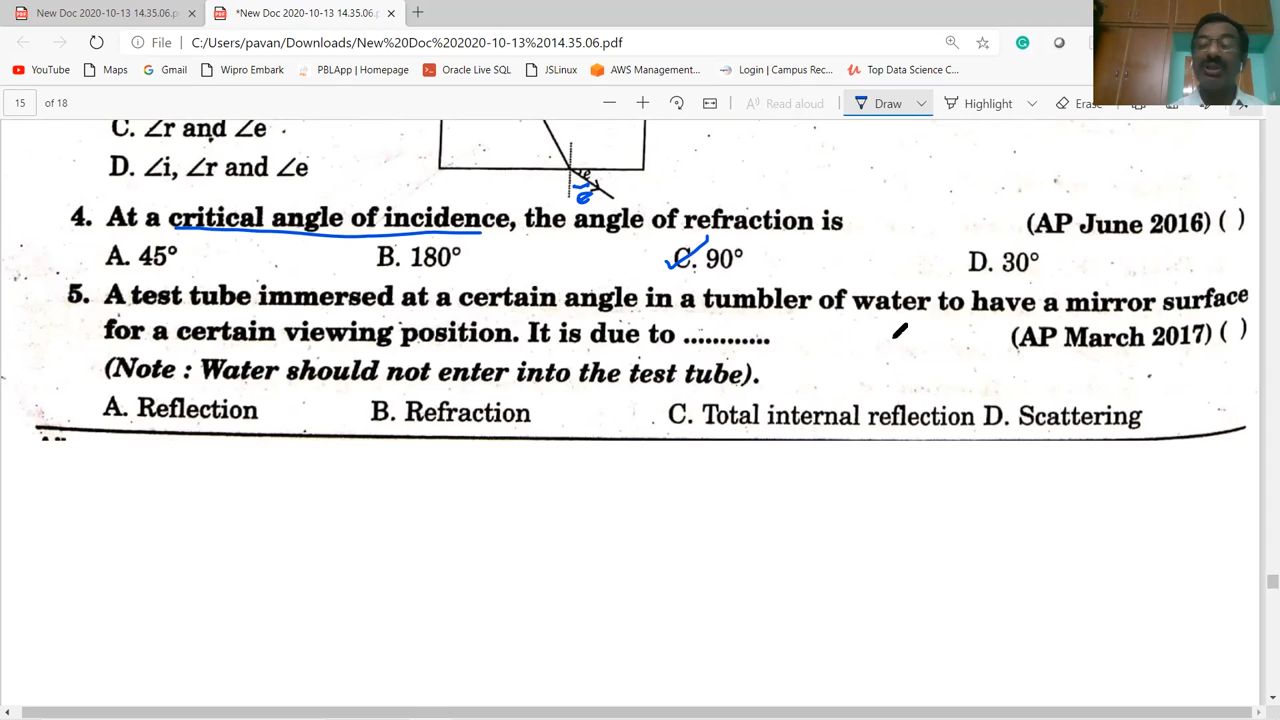 New Doc 2020-10-13 14.35.06.p
*New Doc 2020-10-13 14.35.06.p
File C:/Users/pavan/Downloads/New%20Doc%202020-10-13%2014.35.06.pdf
YouTube Maps Gmail Wipro Embark PBLApp | Homepage Oracle Live SQL JSLinux AWS Management... Login | Campus Rec... Top Data Science C...
15 of 18 Read aloud Draw Highlight Erase
C. ∠r and ∠e
D. ∠i, ∠r and ∠e
e
e
4. At a critical angle of incidence, the angle of refraction is (AP June 2016) ( )
A. 45° B. 180° C. 90° D. 30°
5. A test tube immersed at a certain angle in a tumbler of water to have a mirror surface
for a certain viewing position. It is due to ............ (AP March 2017) ( )
(Note : Water should not enter into the test tube).
A. Reflection B. Refraction C. Total internal reflection D. Scattering